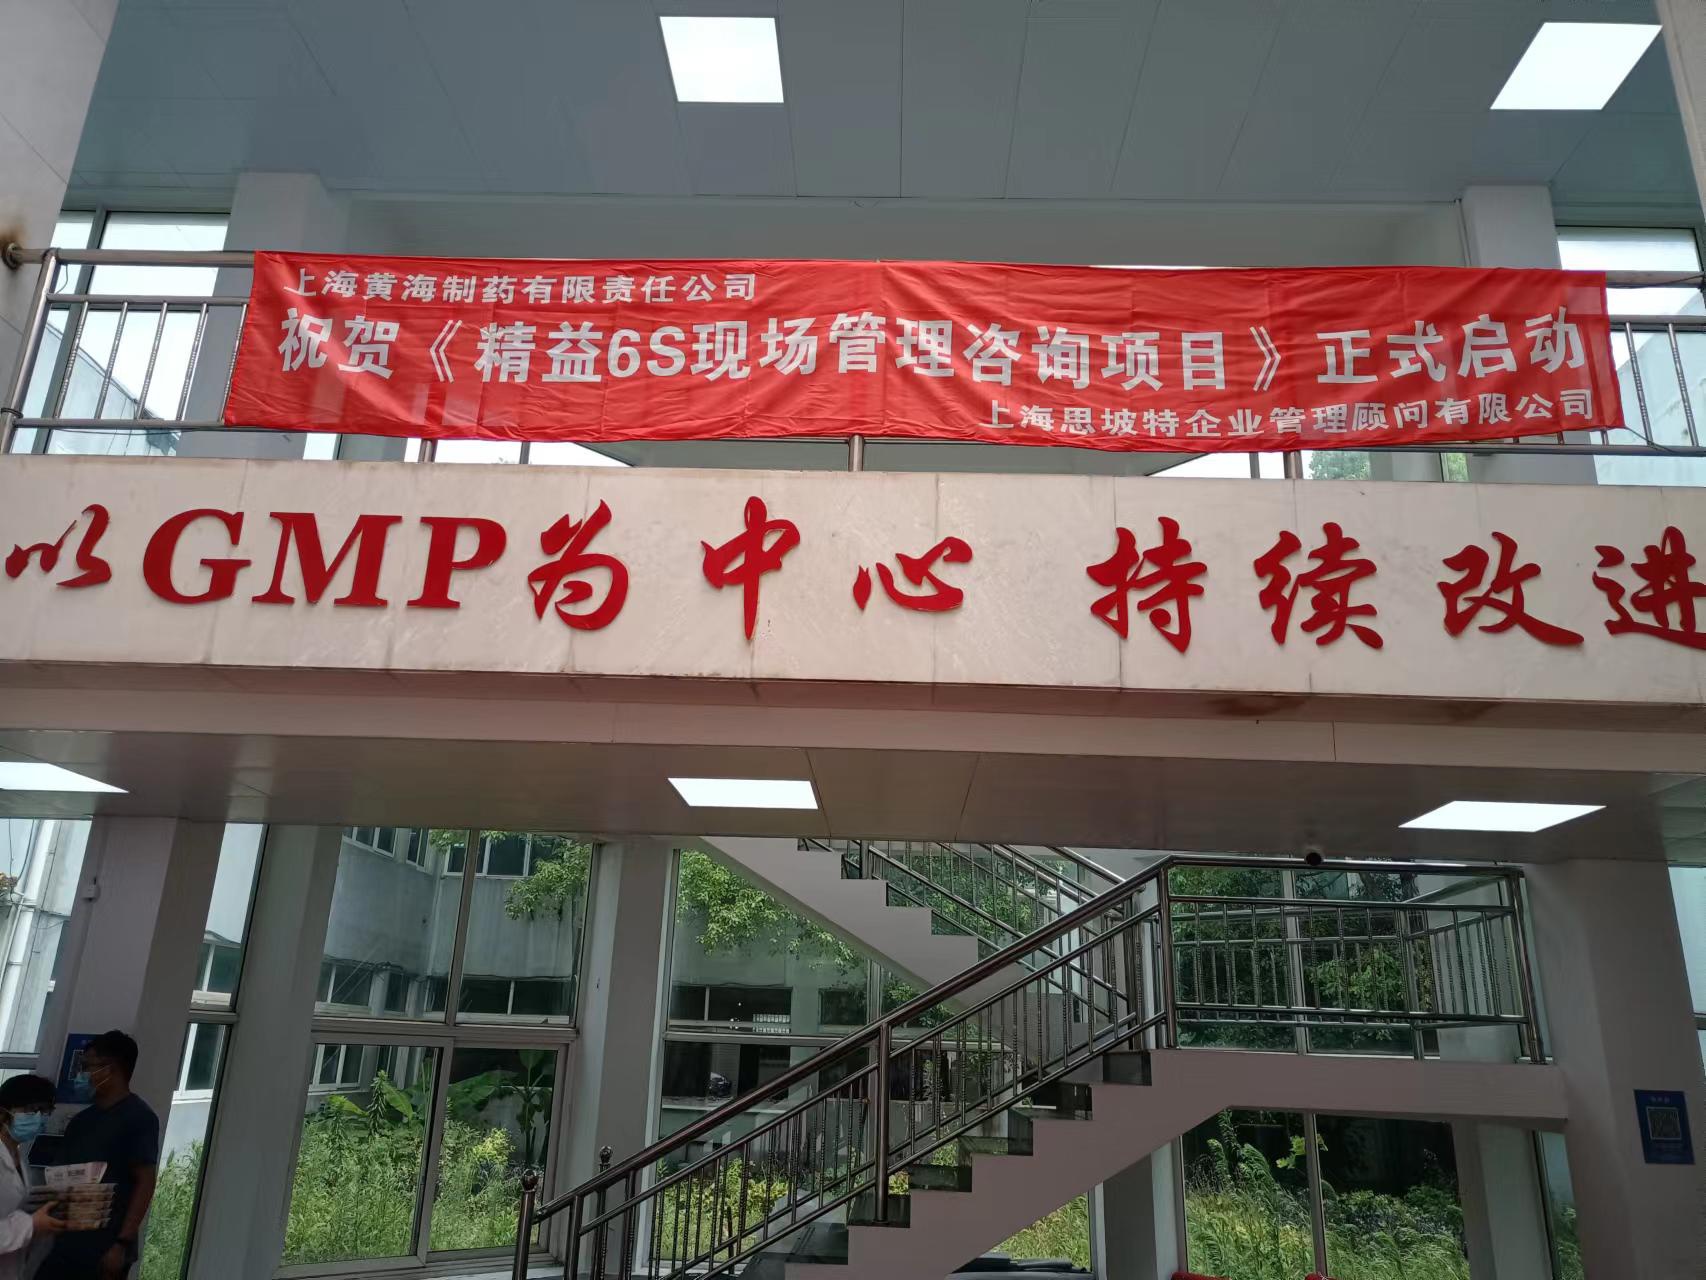 上海黄海制药有限责任公司
祝贺《精益6S现场管理咨询项目》正式启动
上海思坡特企业管理顾问有限公司
以GMP为中心 持续改进